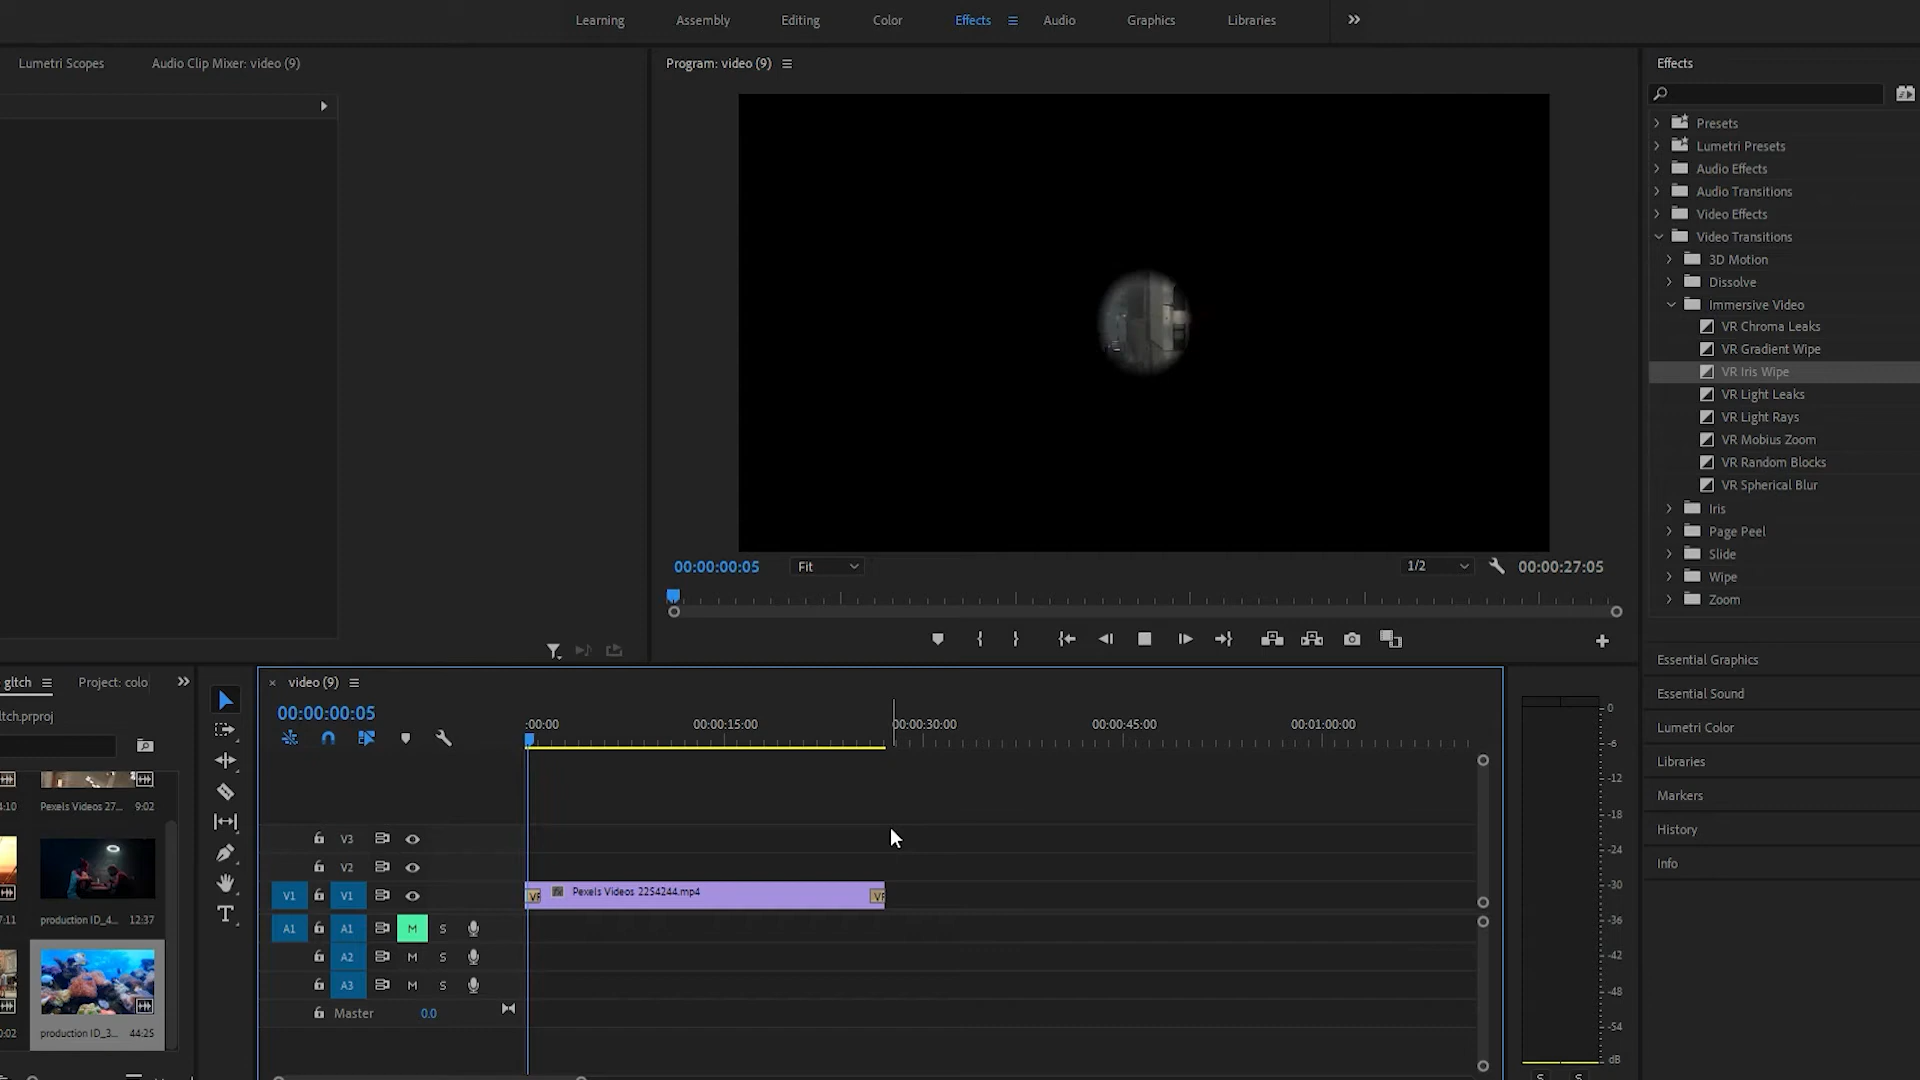 Learning Assembly Editing Color Effects Audio Graphics Libraries
Lumetri Scopes Audio Clip Mixer: video (9)
Program: video (9)
Effects
Presets
Lumetri Presets
Audio Effects
Audio Transitions
Video Effects
Video Transitions
3D Motion
Dissolve
Immersive Video
VR Chroma Leaks
VR Gradient Wipe
VR Iris Wipe
VR Light Leaks
VR Light Rays
VR Mobius Zoom
VR Random Blocks
VR Spherical Blur
Iris
Page Peel
Slide
Wipe
Zoom
00:00:00:05 Fit 1/2 00:00:27:05
Essential Graphics
Essential Sound
Lumetri Color
Libraries
Markers
History
Info
gltch Project: colo
ltch.prproj
4:10 Pexels Videos 27... 9:02
7:11 production ID_4... 12:37
0:02 production ID_3... 44:25
video (9)
00:00:00:05
:00:00 00:00:15:00 00:00:30:00 00:00:45:00 00:01:00:00
V3
V2
V1 V1 Pexels Videos 2254244.mp4
A1 A1 M S
A2 M S
A3 M S
Master 0.0
0
-6
-12
-18
-24
-30
-36
-42
-48
-54
dB
S S